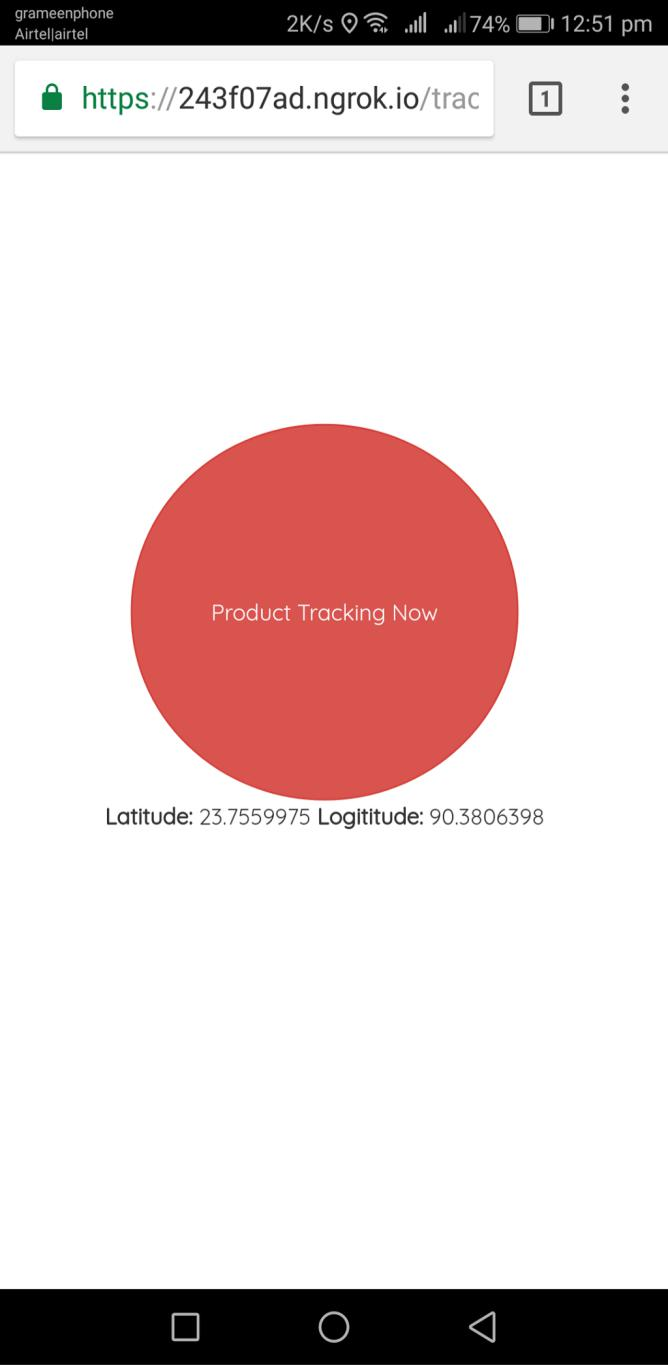 grameenphone
Airtel|airtel
2K/s 74% 12:51 pm
https://243f07ad.ngrok.io/trac
1
Product Tracking Now
Latitude: 23.7559975 Logititude: 90.3806398